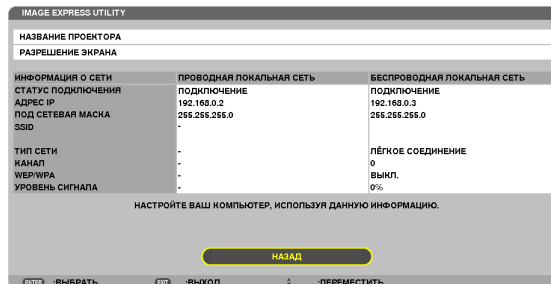 IMAGE EXPRESS UTILITY
НАЗВАНИЕ ПРОЕКТОРА
РАЗРЕШЕНИЕ ЭКРАНА
ИНФОРМАЦИЯ О СЕТИ ПРОВОДНАЯ ЛОКАЛЬНАЯ СЕТЬ БЕСПРОВОДНАЯ ЛОКАЛЬНАЯ СЕТЬ
СТАТУС ПОДКЛЮЧЕНИЯ ПОДКЛЮЧЕНИЕ ПОДКЛЮЧЕНИЕ
АДРЕС IP 192.168.0.2 192.168.0.3
ПОД СЕТЕВАЯ МАСКА 255.255.255.0 255.255.255.0
SSID -
ТИП СЕТИ - ЛЁГКОЕ СОЕДИНЕНИЕ
КАНАЛ - 0
WEP/WPA - ВЫКЛ.
УРОВЕНЬ СИГНАЛА - 0%
НАСТРОЙТЕ ВАШ КОМПЬЮТЕР, ИСПОЛЬЗУЯ ДАННУЮ ИНФОРМАЦИЮ.
НАЗАД
ENTER :ВЫБРАТЬ EXIT :ВЫХОД :ПЕРЕМЕСТИТЬ